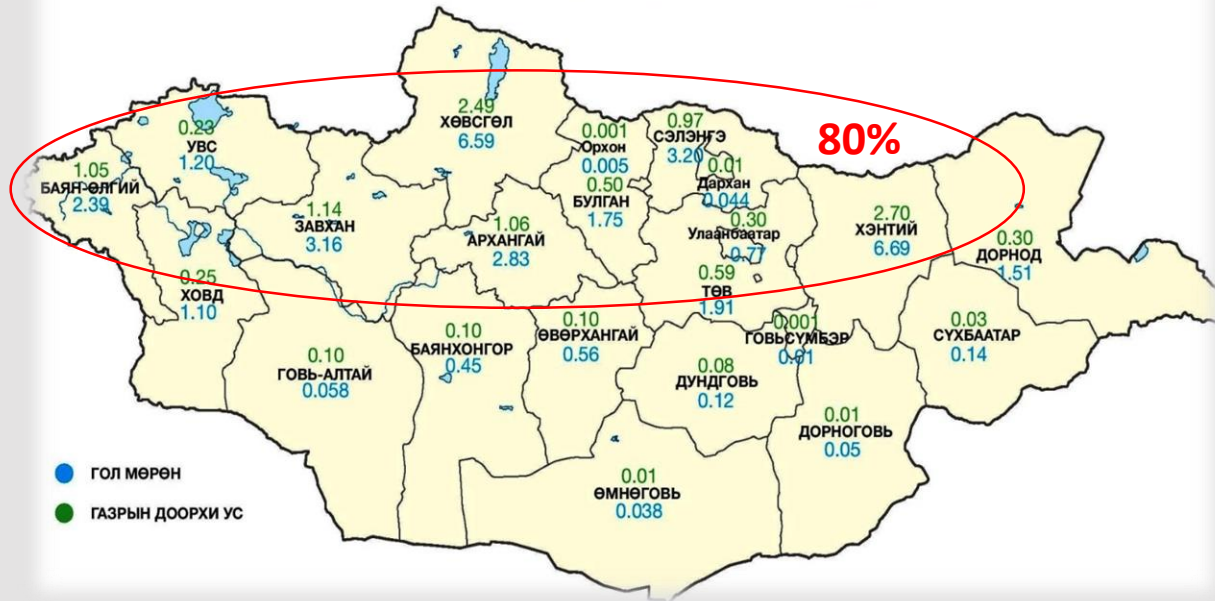 2.49
ХӨВСГӨЛ
6.59
0.23
УВС
1.20
1.05
БАЯН-ӨЛГИЙ
2.39
0.001
Орхон
0.005
0.97
СЭЛЭНГЭ
3.20
80%
0.01
Дархан
0.044
0.50
БУЛГАН
1.75
1.14
ЗАВХАН
3.16
1.06
АРХАНГАЙ
2.83
0.30
Улаанбаатар
0.77
2.70
ХЭНТИЙ
6.69
0.30
ДОРНОД
1.51
0.25
ХОВД
1.10
0.59
ТӨВ
1.91
0.10
ГОВЬ-АЛТАЙ
0.058
0.10
БАЯНХОНГОР
0.45
0.10
ӨВӨРХАНГАЙ
0.56
0.001
ГОВЬСҮМБЭР
0.01
0.03
СҮХБААТАР
0.14
0.08
ДУНДГОВЬ
0.12
0.01
ДОРНОГОВЬ
0.05
0.01
ӨМНӨГОВЬ
0.038
ГОЛ МӨРӨН
ГАЗРЫН ДООРХИ УС